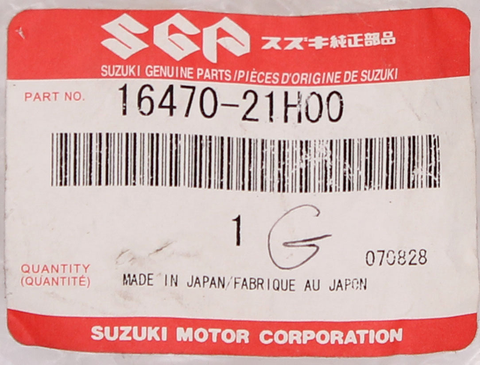 SGP スズキ純正部品
SUZUKI GENUINE PARTS/PIÈCES D'ORIGINE DE SUZUKI
PART NO. 16470-21H00
1 G
070828
QUANTITY
(QUANTITÉ)
MADE IN JAPAN/FABRIQUE AU JAPON
SUZUKI MOTOR CORPORATION